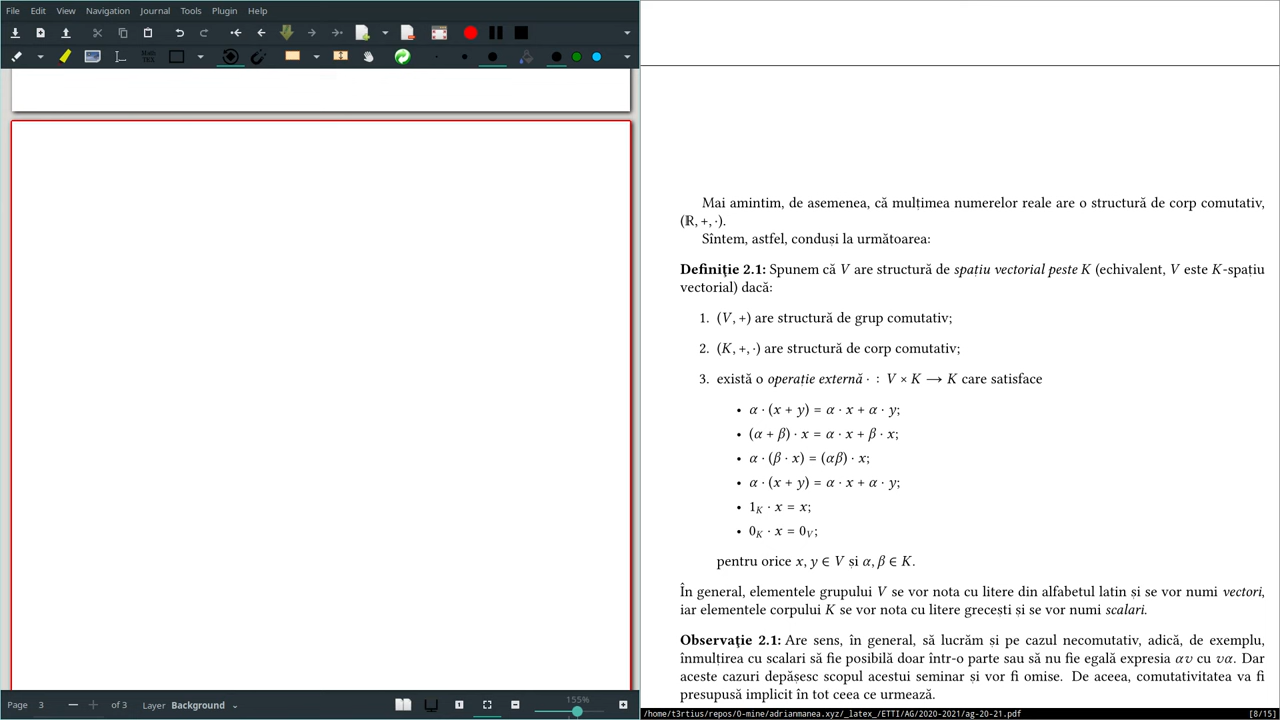 File Edit View Navigation Journal Tools Plugin Help
Math
TEX
Page 3 of 3 Layer Background 155%
Mai amintim, de asemenea, că mulțimea numerelor reale are o structură de corp comutativ,
(ℝ, +, ·).
Sîntem, astfel, conduși la următoarea:
Definiție 2.1: Spunem că V are structură de spațiu vectorial peste K (echivalent, V este K-spațiu
vectorial) dacă:
1. (V, +) are structură de grup comutativ;
2. (K, +, ·) are structură de corp comutativ;
3. există o operație externă · : V × K ⟶ K care satisface
• α · (x + y) = α · x + α · y;
• (α + β) · x = α · x + β · x;
• α · (β · x) = (αβ) · x;
• α · (x + y) = α · x + α · y;
• 1_K · x = x;
• 0_K · x = 0_V;
pentru orice x, y ∈ V și α, β ∈ K.
În general, elementele grupului V se vor nota cu litere din alfabetul latin și se vor numi vectori,
iar elementele corpului K se vor nota cu litere grecești și se vor numi scalari.
Observație 2.1: Are sens, în general, să lucrăm și pe cazul necomutativ, adică, de exemplu,
înmulțirea cu scalari să fie posibilă doar într-o parte sau să nu fie egală expresia αv cu vα. Dar
aceste cazuri depășesc scopul acestui seminar și vor fi omise. De aceea, comutativitatea va fi
presupusă implicit în tot ceea ce urmează.
/home/t3rtius/repos/0-mine/adrianmanea.xyz/_latex_/ETTI/AG/2020-2021/ag-20-21.pdf [8/15]